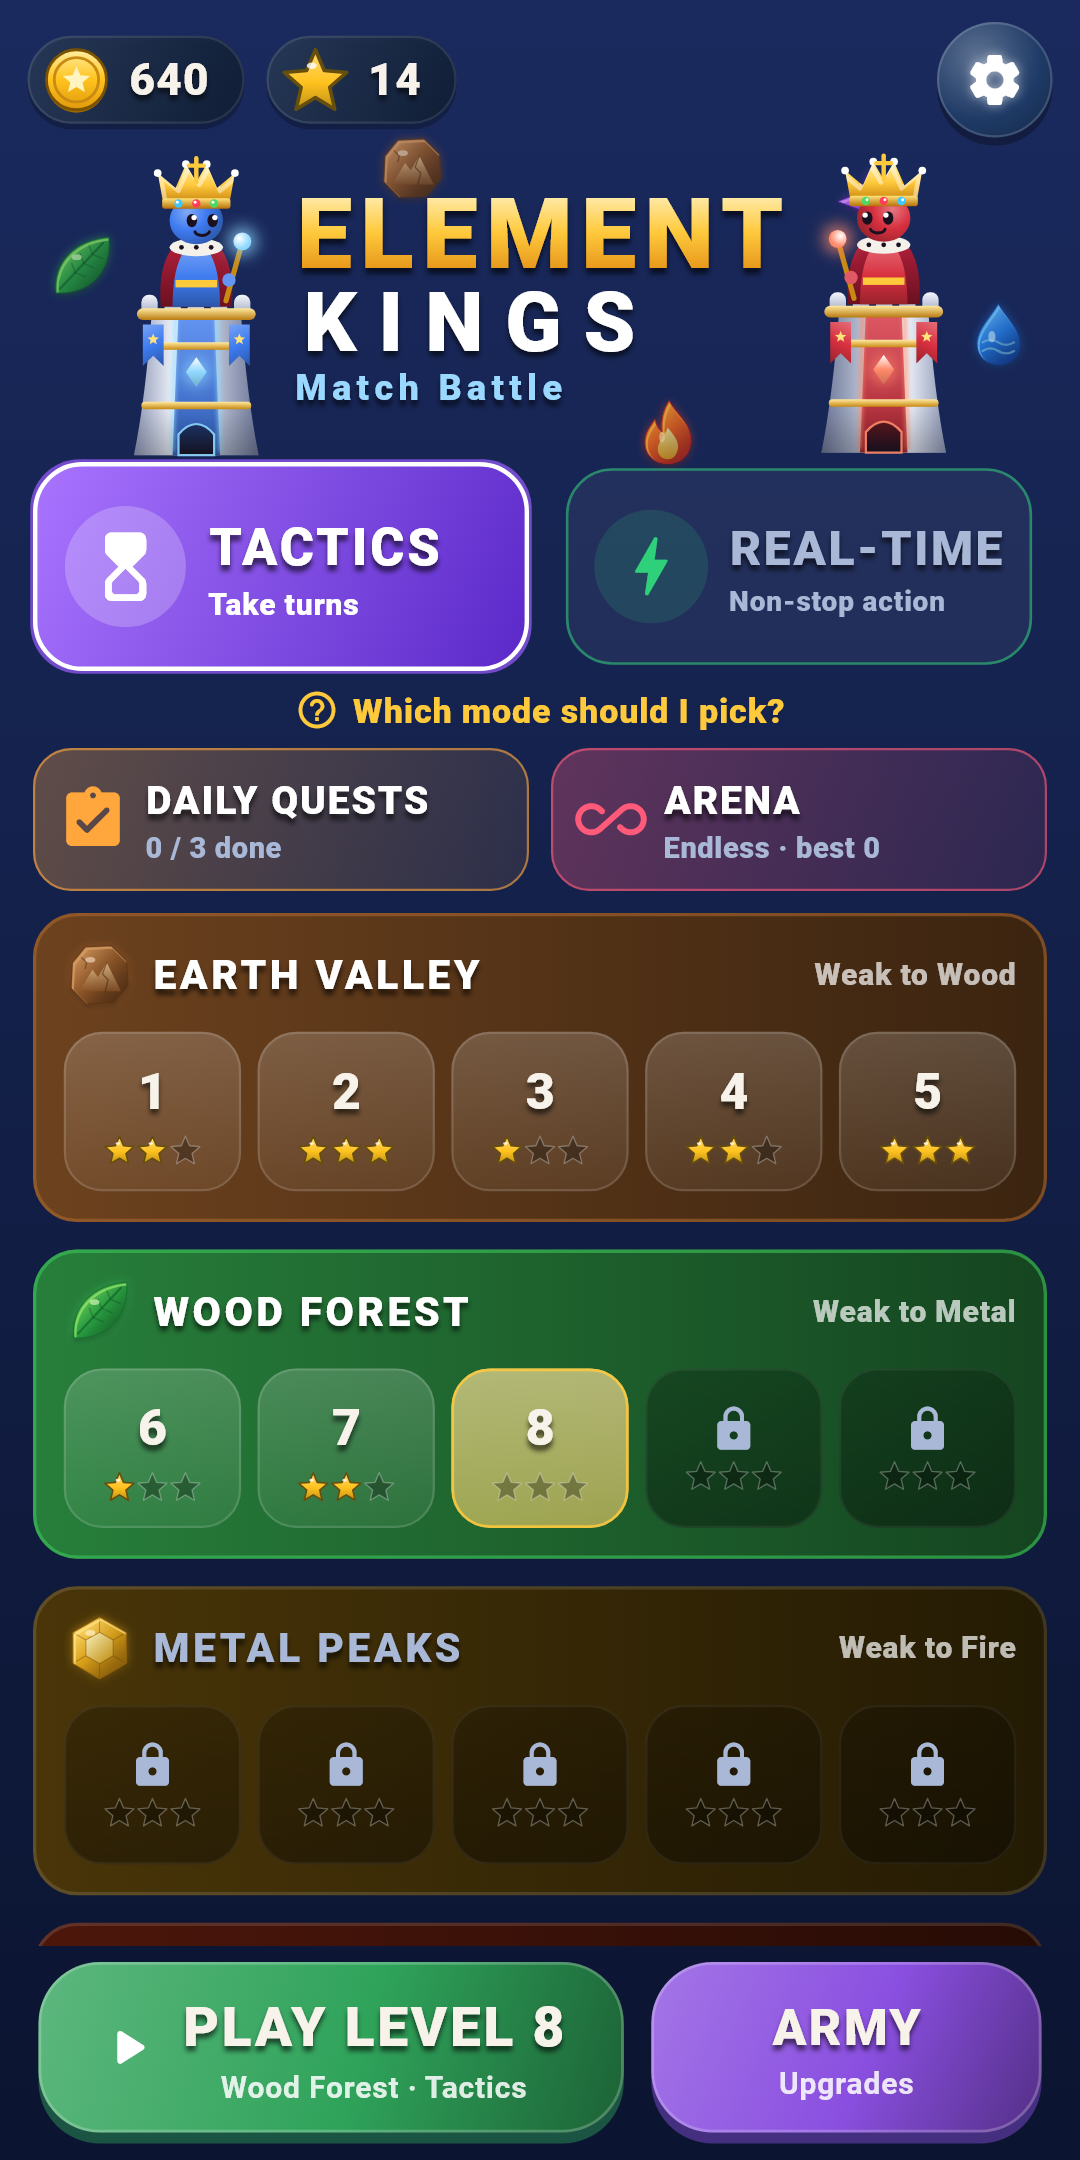 640
14
ELEMENT
KINGS
Match Battle
TACTICS
Take turns
REAL-TIME
Non-stop action
Which mode should I pick?
DAILY QUESTS
0 / 3 done
ARENA
Endless · best 0
EARTH VALLEY
Weak to Wood
1
2
3
4
5
WOOD FOREST
Weak to Metal
6
7
8
METAL PEAKS
Weak to Fire
PLAY LEVEL 8
Wood Forest · Tactics
ARMY
Upgrades